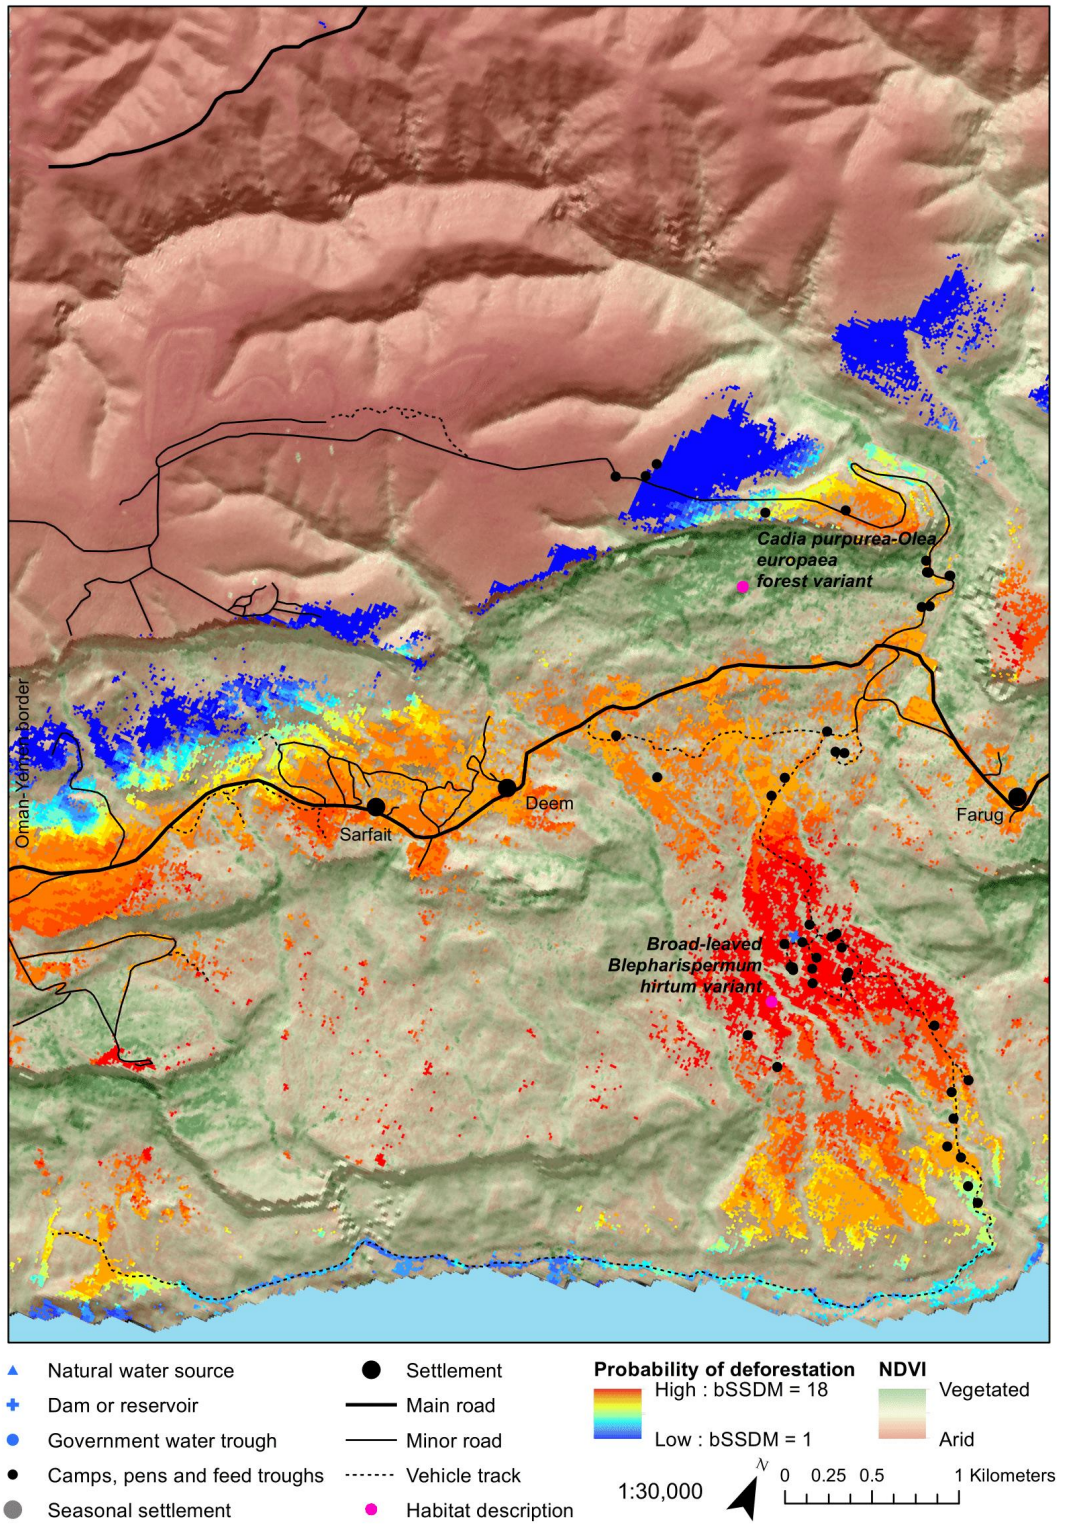 Cadia purpurea-Olea
europaea
forest variant
Oman-Yemen border
Deem
Sarfait
Farug
Broad-leaved
Blepharispermum
hirtum variant
Natural water source
Dam or reservoir
Government water trough
Camps, pens and feed troughs
Seasonal settlement
Settlement
Main road
Minor road
Vehicle track
Habitat description
Probability of deforestation
High : bSSDM = 18
Low : bSSDM = 1
NDVI
Vegetated
Arid
1:30,000
N
0 0.25 0.5 1 Kilometers